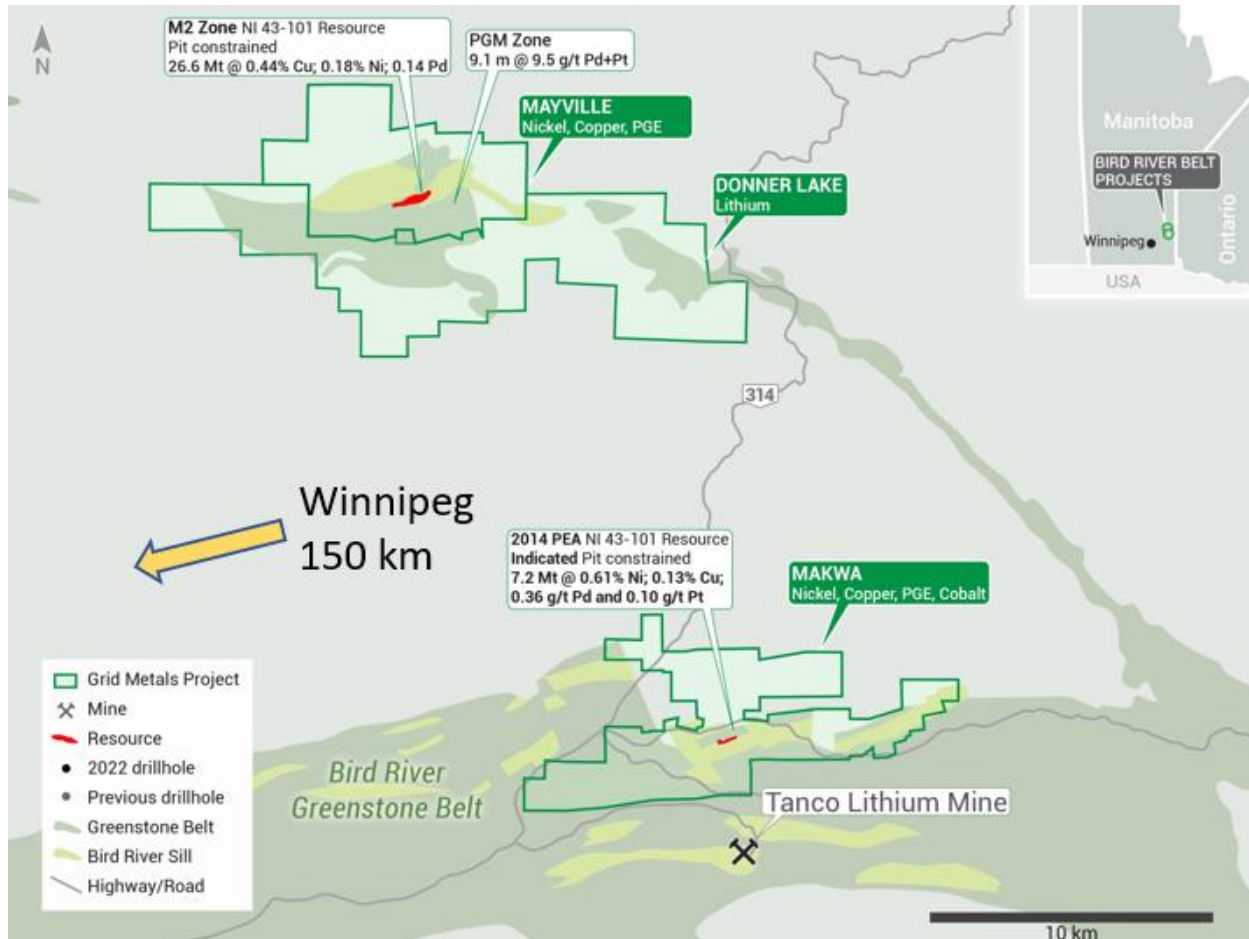 N
M2 Zone NI 43-101 Resource
Pit constrained
26.6 Mt @ 0.44% Cu; 0.18% Ni; 0.14 Pd
PGM Zone
9.1 m @ 9.5 g/t Pd+Pt
MAYVILLE
Nickel, Copper, PGE
DONNER LAKE
Lithium
Manitoba
BIRD RIVER BELT
PROJECTS
Ontario
Winnipeg
USA
314
Winnipeg
150 km
2014 PEA NI 43-101 Resource
Indicated Pit constrained
7.2 Mt @ 0.61% Ni; 0.13% Cu;
0.36 g/t Pd and 0.10 g/t Pt
MAKWA
Nickel, Copper, PGE, Cobalt
Grid Metals Project
Mine
Resource
2022 drillhole
Previous drillhole
Greenstone Belt
Bird River Sill
Highway/Road
Bird River
Greenstone Belt
Tanco Lithium Mine
10 km